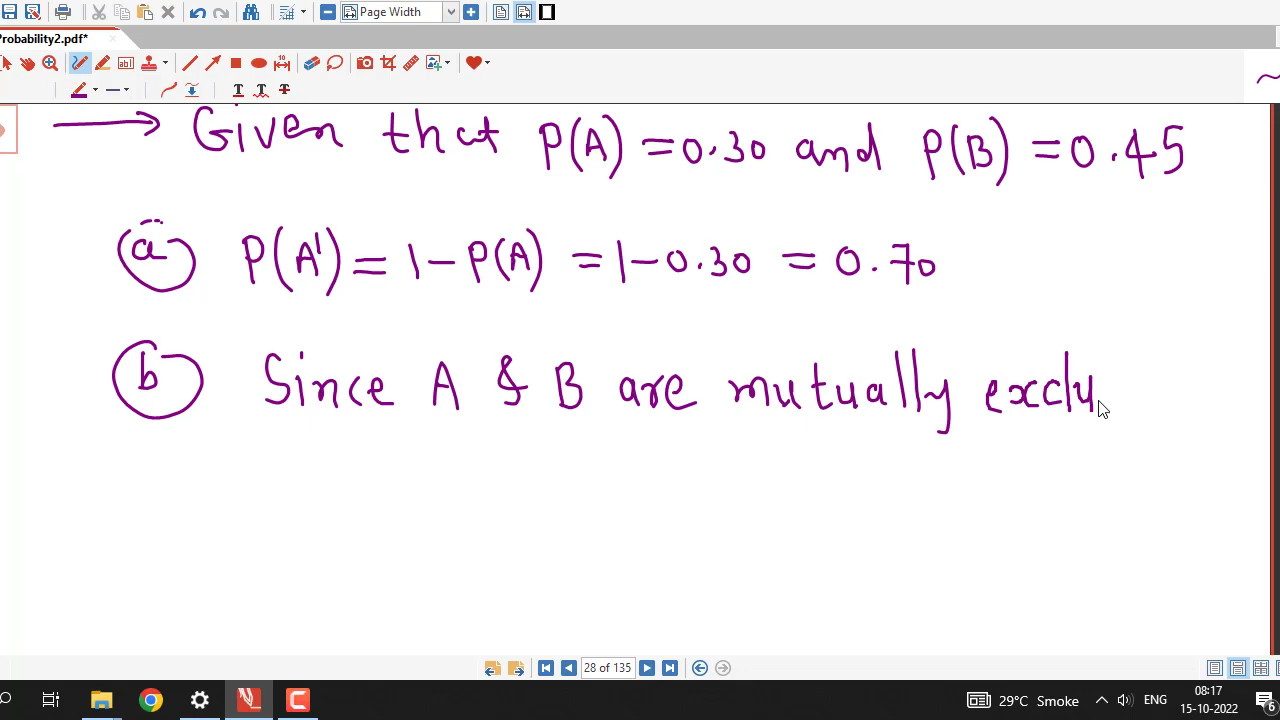 Page Width
Probability2.pdf*
Given that P(A) = 0.30 and P(B) = 0.45
a P(A') = 1 - P(A) = 1 - 0.30 = 0.70
b Since A & B are mutually exclu
28 of 135
29°C Smoke ENG 08:17
15-10-2022 6